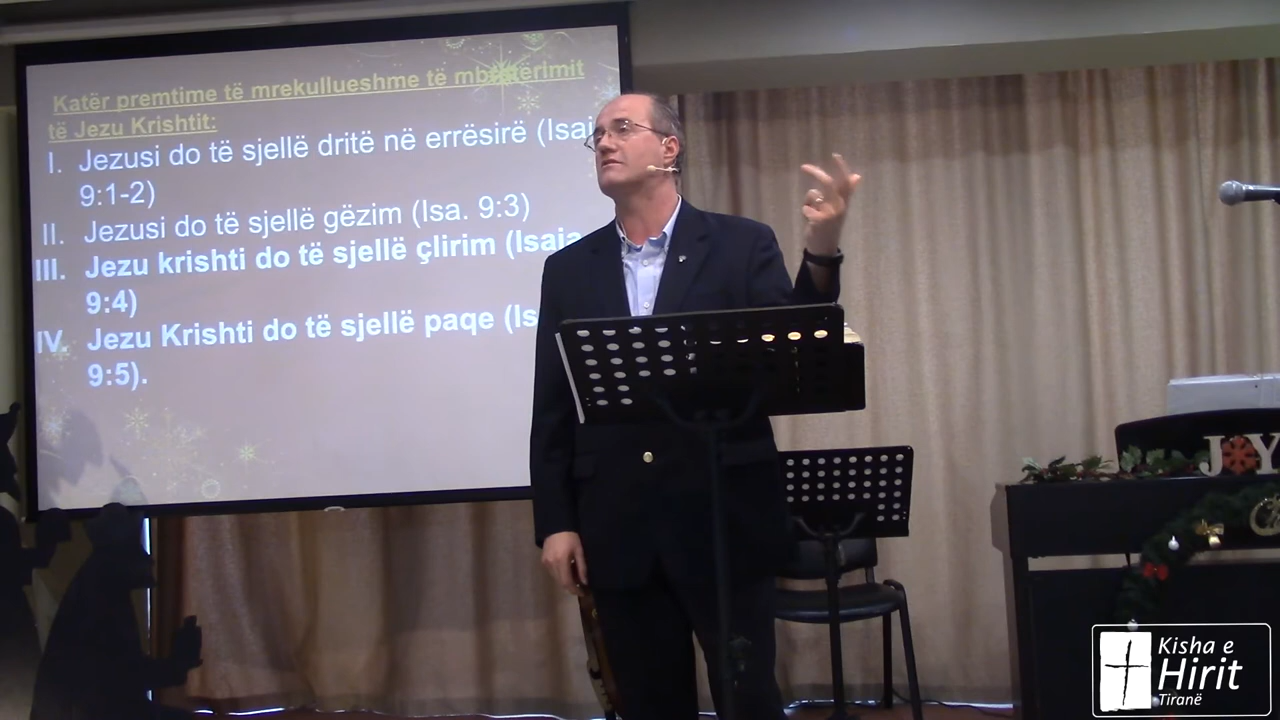 Katër premtime të mrekullueshme të mbretërimit
të Jezu Krishtit:
I. Jezusi do të sjellë dritë në errësirë (Isai
9:1-2)
II. Jezusi do të sjellë gëzim (Isa. 9:3)
III. Jezu krishti do të sjellë çlirim (Isaia
9:4)
IV. Jezu Krishti do të sjellë paqe (Is
9:5).
JOY
Kisha e
Hirit
Tiranë